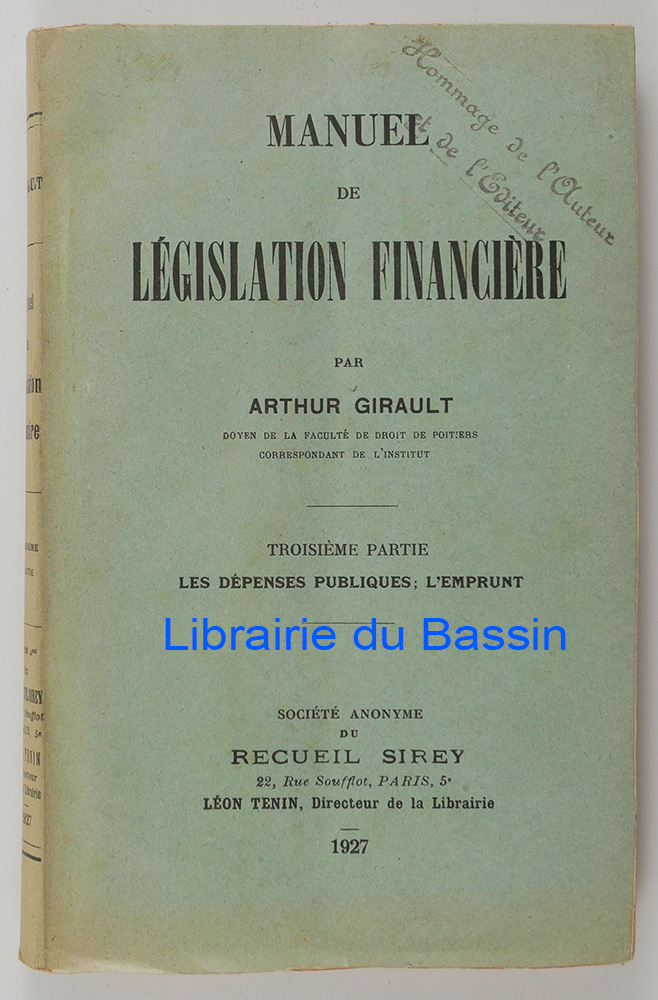 MANUEL
DE
LÉGISLATION FINANCIÈRE
Hommage de l'Auteur
et de l'Editeur
PAR
ARTHUR GIRAULT
DOYEN DE LA FACULTÉ DE DROIT DE POITIERS
CORRESPONDANT DE L'INSTITUT
TROISIÈME PARTIE
LES DÉPENSES PUBLIQUES; L'EMPRUNT
Librairie du Bassin
SOCIÉTÉ ANONYME
DU
RECUEIL SIREY
22, Rue Soufflot, PARIS, 5e
LÉON TENIN, Directeur de la Librairie
1927